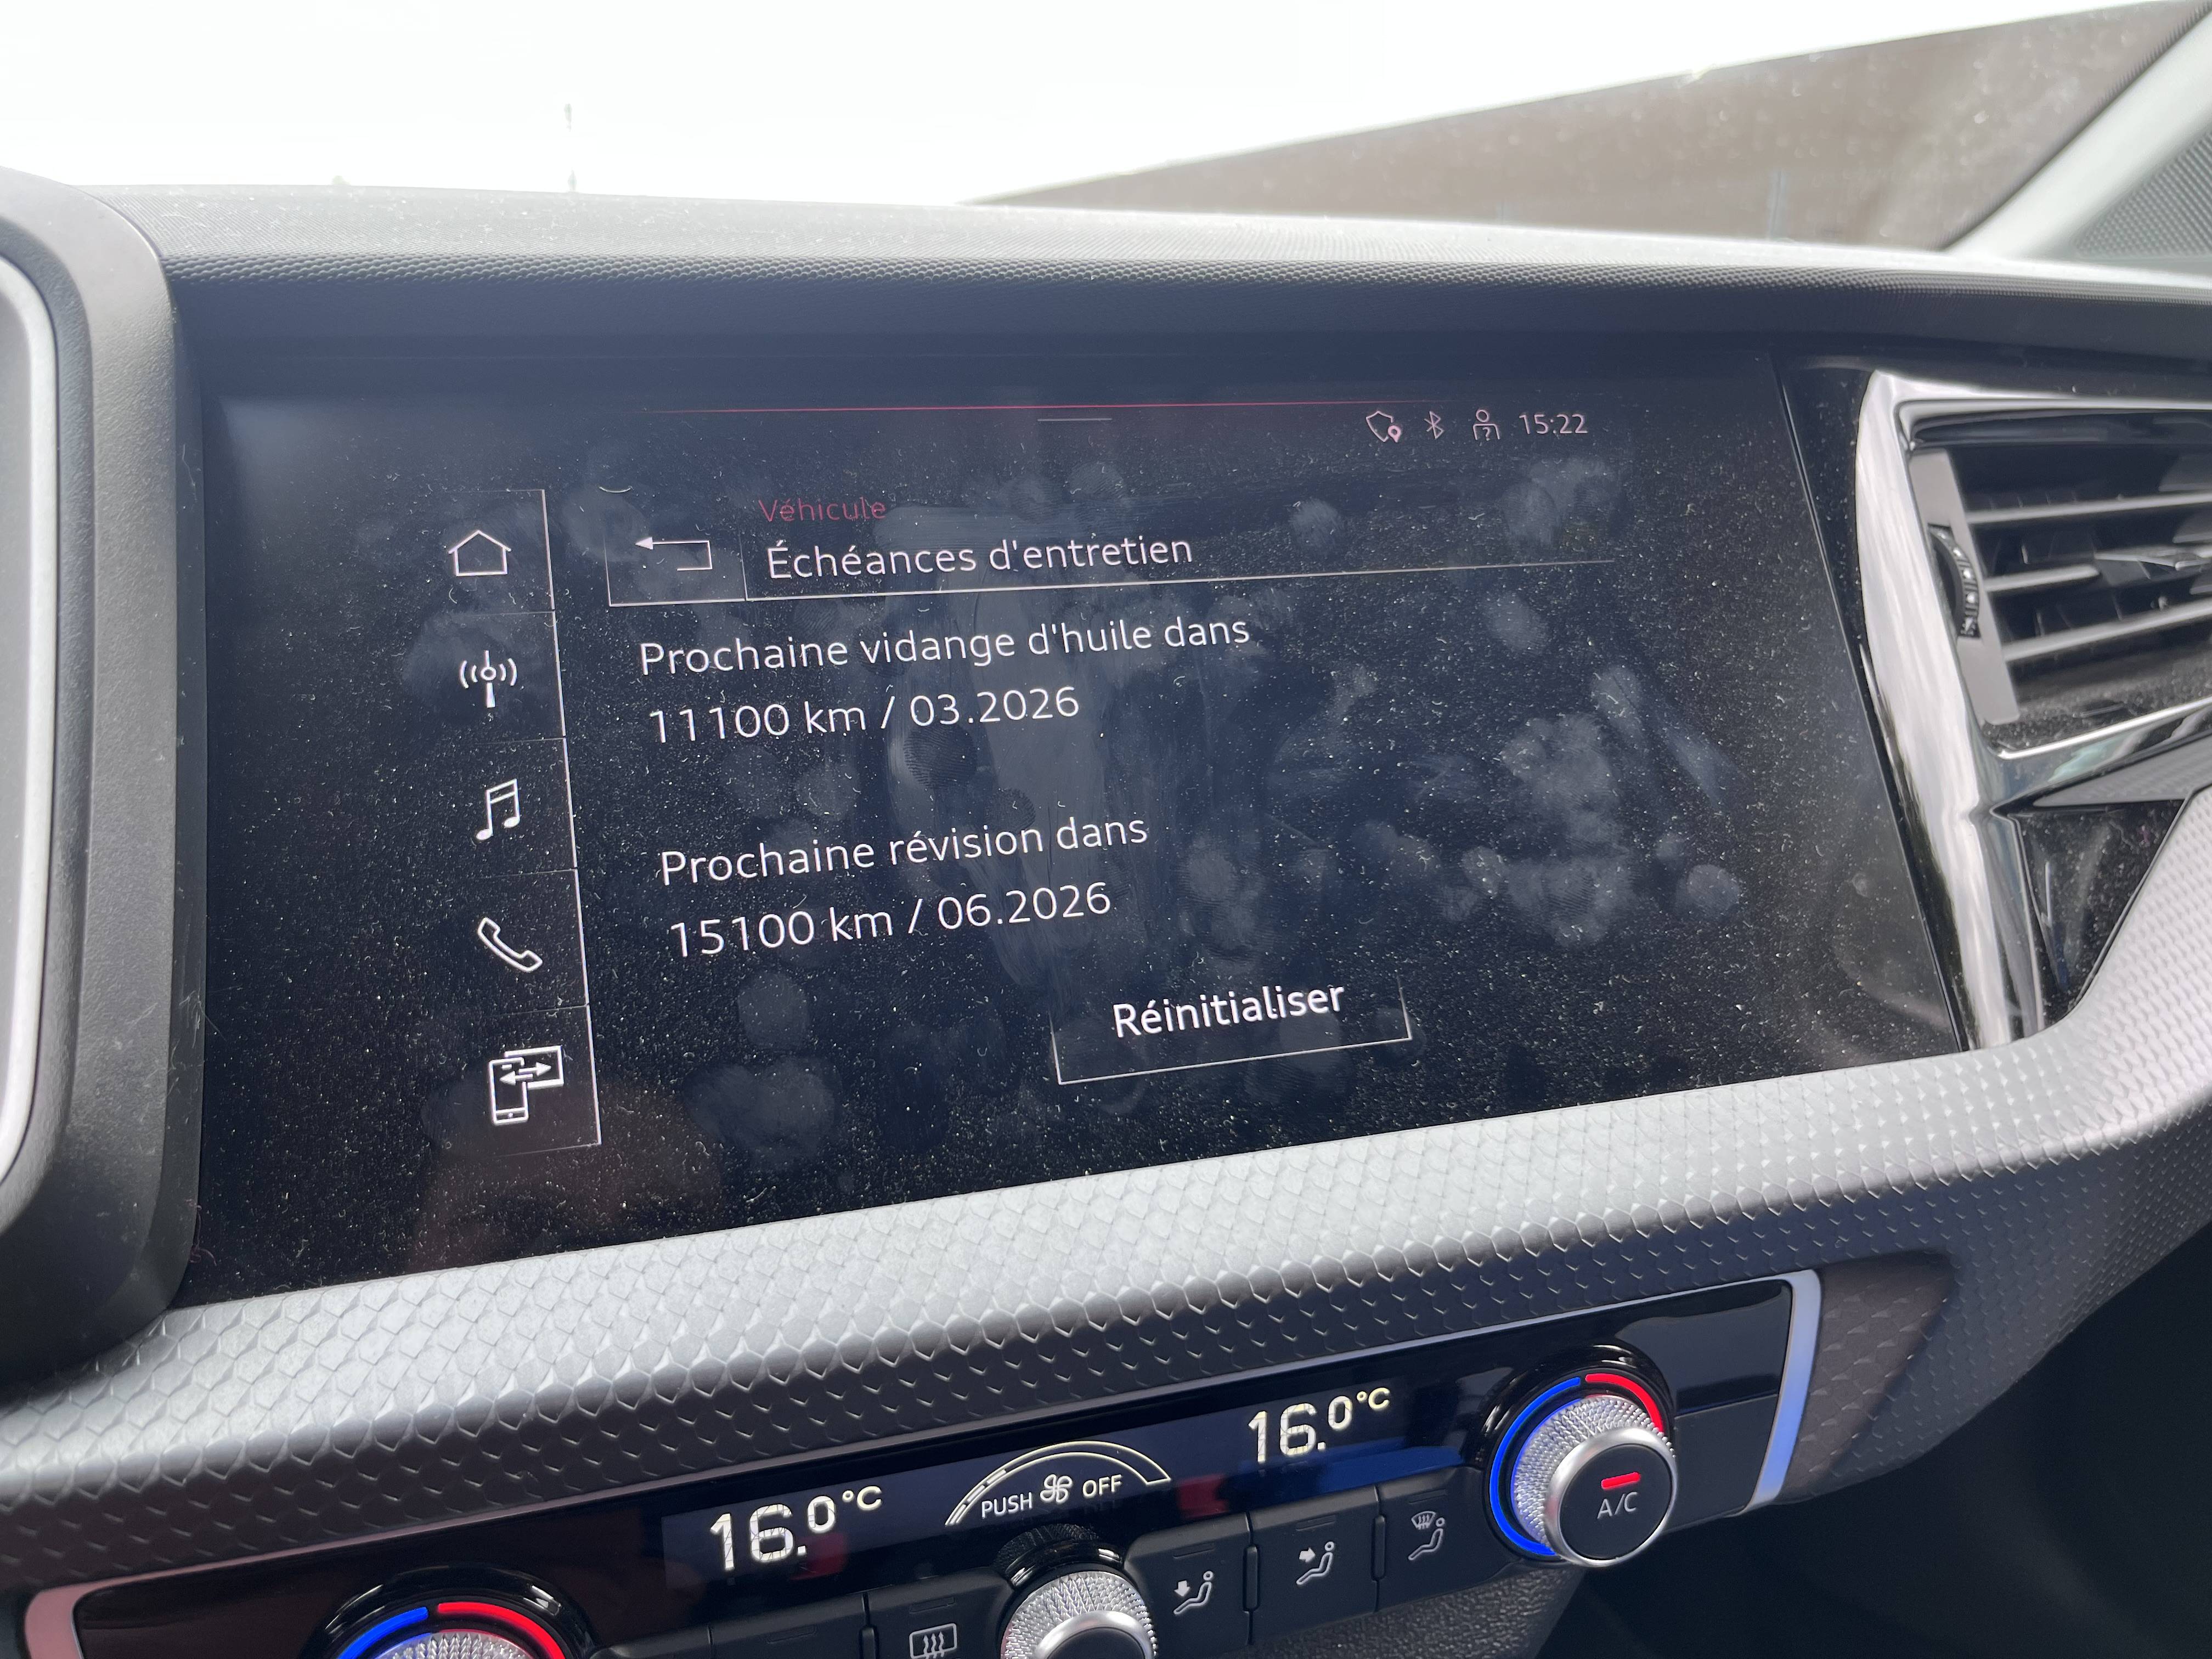 15:22
Véhicule
Échéances d'entretien
Prochaine vidange d'huile dans
11100 km / 03.2026
Prochaine révision dans
15100 km / 06.2026
Réinitialiser
16.0°C
PUSH OFF
16.0°C
A/C